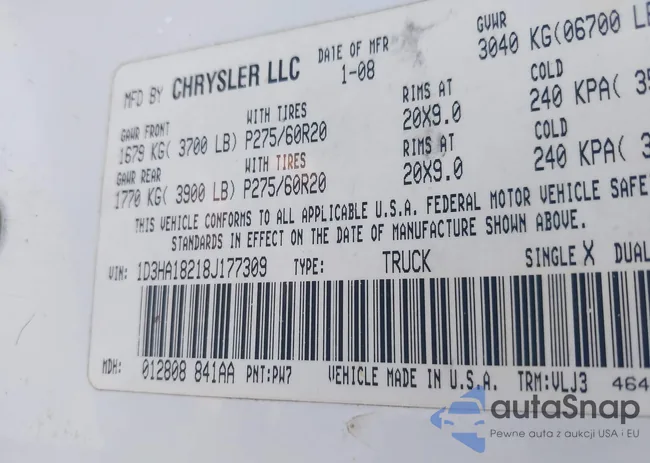 MFD BY CHRYSLER LLC DATE OF MFR GVWR
1-08 3040 KG(06700 LB
GAWR FRONT WITH TIRES RIMS AT COLD
1679 KG( 3700 LB) P275/60R20 20X9.0 240 KPA( 35
GAWR REAR WITH TIRES RIMS AT COLD
1770 KG( 3900 LB) P275/60R20 20X9.0 240 KPA( 3
THIS VEHICLE CONFORMS TO ALL APPLICABLE U.S.A. FEDERAL MOTOR VEHICLE SAFE
STANDARDS IN EFFECT ON THE DATE OF MANUFACTURE SHOWN ABOVE.
VIN: 1D3HA18218J177309 TYPE: TRUCK SINGLE X DUAL
MDH: 012808 841AA PNT:PW7 VEHICLE MADE IN U.S.A. TRM:VLJ3 464
autaSnap
Pewne auta z aukcji USA i EU